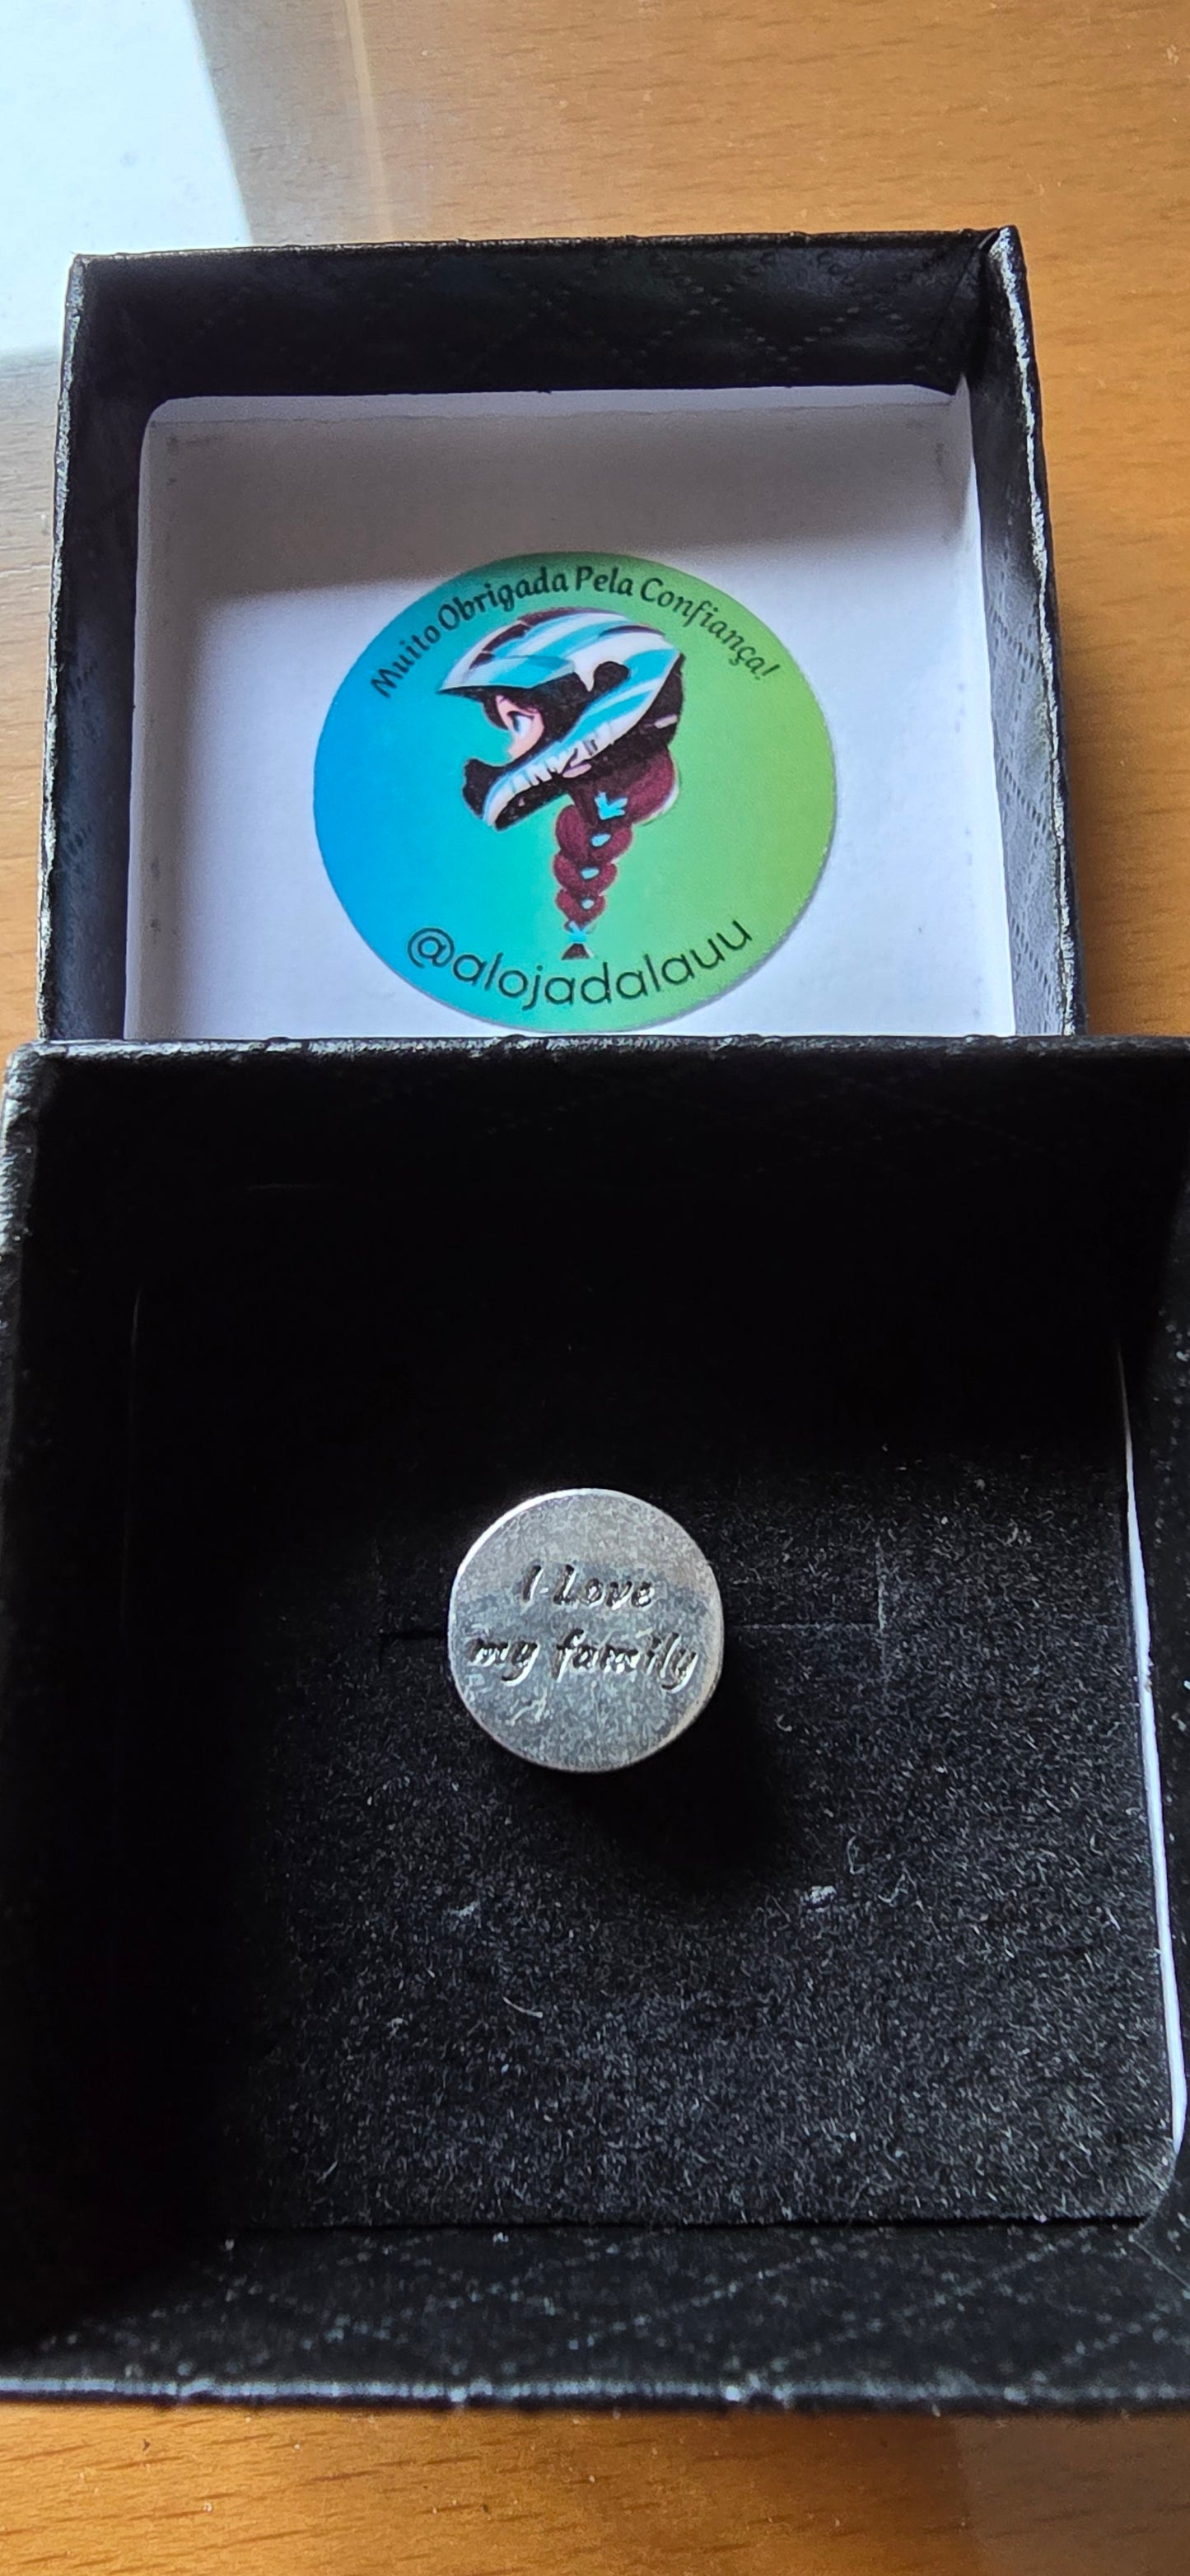 Muito Obrigada Pela Confiança!
@alojadalauu
I Love
my family